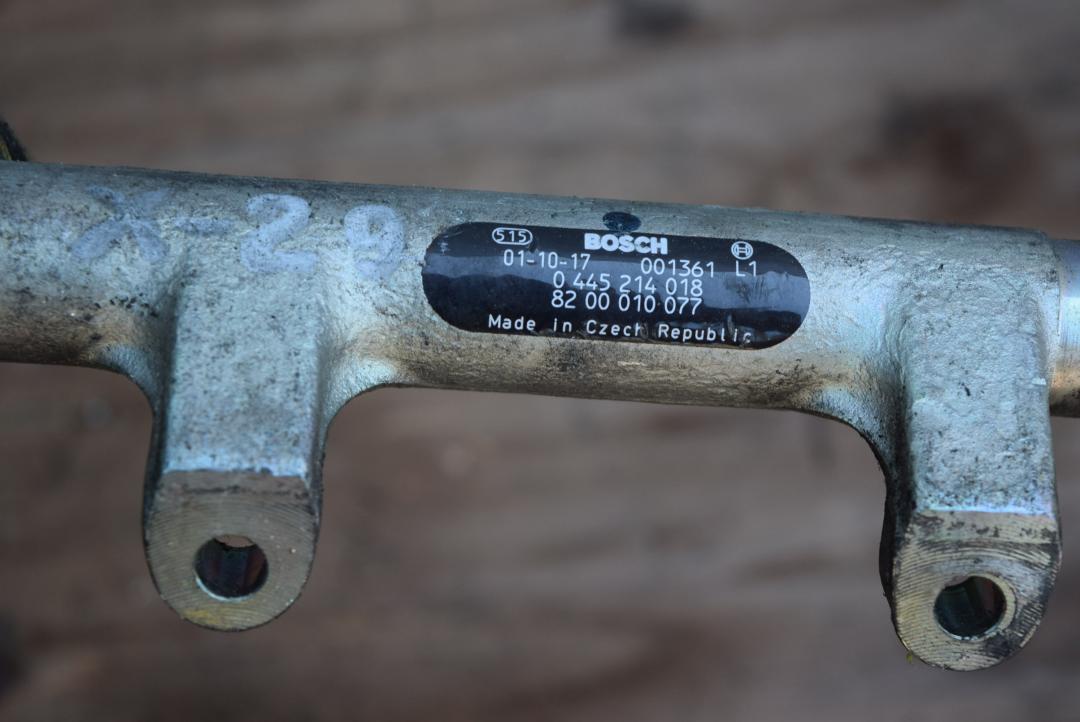 X-29
515 BOSCH
01-10-17 001361 L1
0 445 214 018
82 00 010 077
Made in Czech Republic